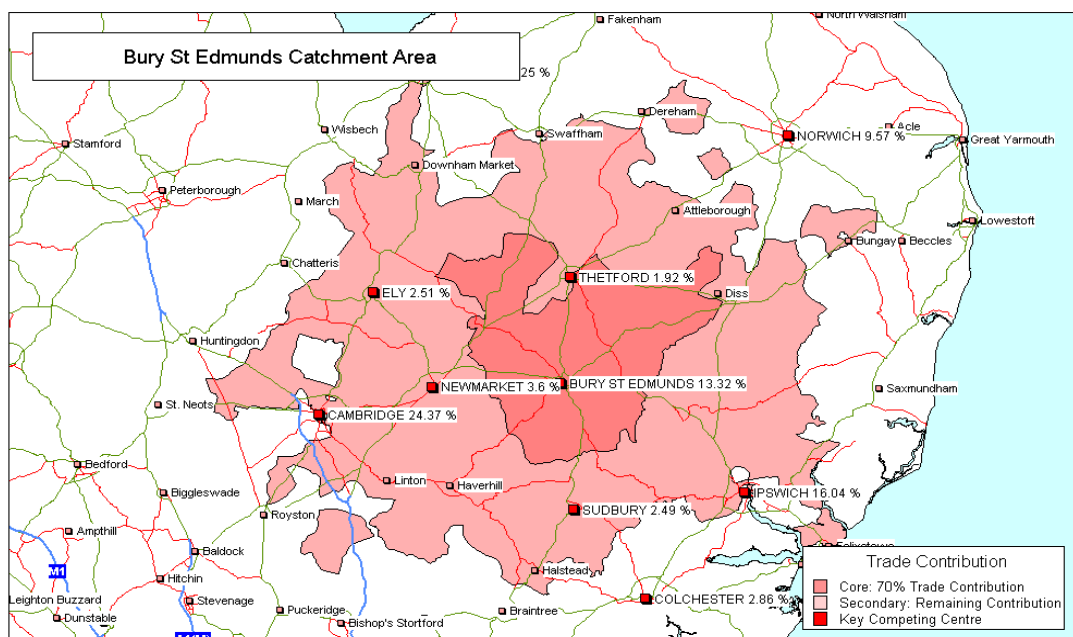 Fakenham
North Walsham
Bury St Edmunds Catchment Area
25 %
Dereham
Wisbech
Swaffham
NORWICH 9.57 %
Acle
Great Yarmouth
Stamford
Downham Market
Peterborough
March
Attleborough
Lowestoft
Bungay
Beccles
Chatteris
THETFORD 1.92 %
ELY 2.51 %
Diss
Huntingdon
NEWMARKET 3.6 %
BURY ST EDMUNDS 13.32 %
Saxmundham
St. Neots
CAMBRIDGE 24.37 %
Bedford
Linton
Haverhill
Biggleswade
IPSWICH 16.04 %
SUDBURY 2.49 %
Royston
Ampthill
Baldock
Felixstowe
Trade Contribution
M1
Hitchin
Halstead
Core: 70% Trade Contribution
Leighton Buzzard
Stevenage
COLCHESTER 2.86 %
Secondary: Remaining Contribution
Dunstable
Puckeridge
Braintree
Key Competing Centre
Bishop's Stortford